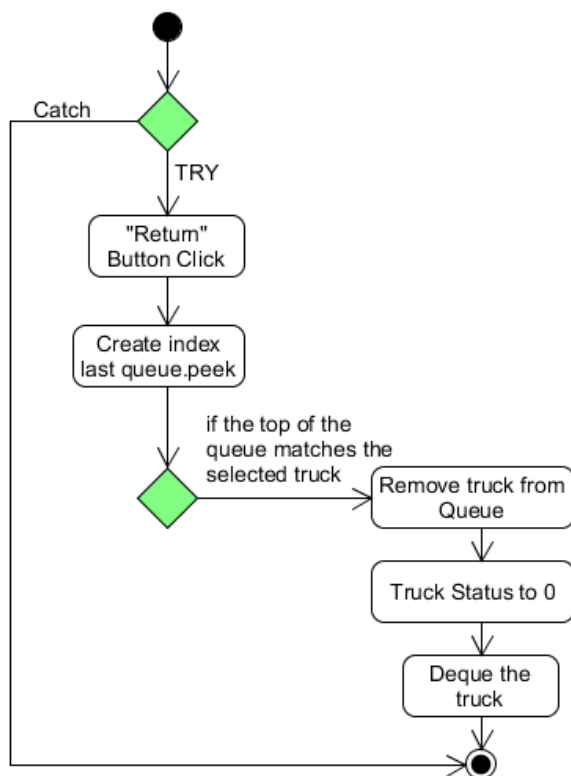 Catch
TRY
"Return"
Button Click
Create index
last queue.peek
if the top of the
queue matches the
selected truck
Remove truck from
Queue
Truck Status to 0
Deque the
truck